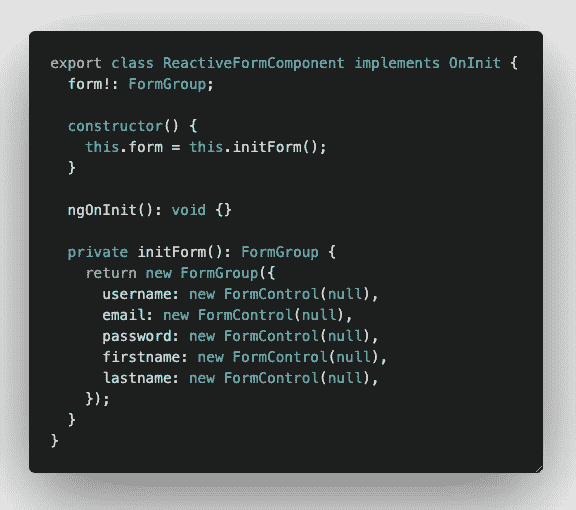 export class ReactiveFormComponent implements OnInit {
  form!: FormGroup;

  constructor() {
    this.form = this.initForm();
  }

  ngOnInit(): void {}

  private initForm(): FormGroup {
    return new FormGroup({
      username: new FormControl(null),
      email: new FormControl(null),
      password: new FormControl(null),
      firstname: new FormControl(null),
      lastname: new FormControl(null),
    });
  }
}